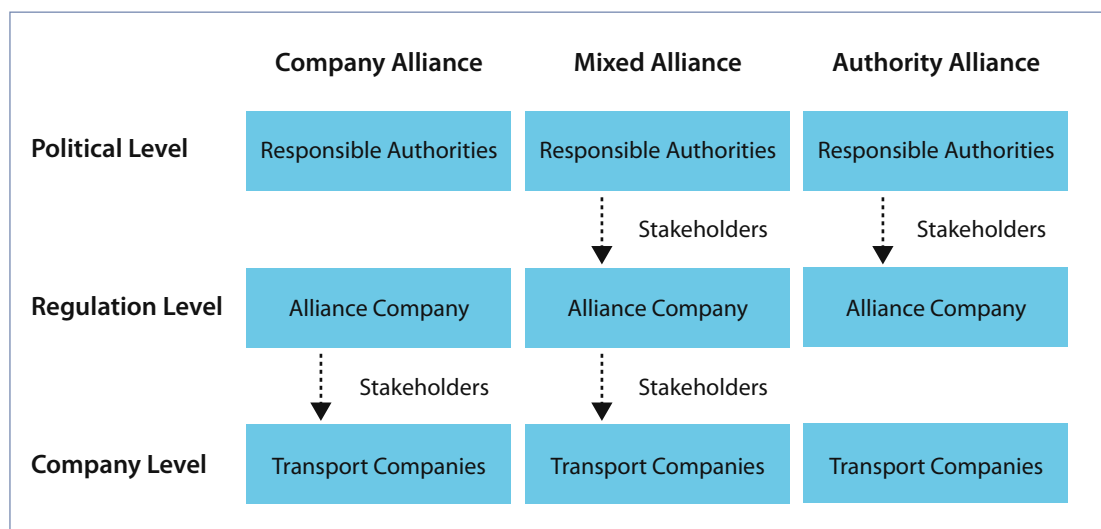 Company Alliance Mixed Alliance Authority Alliance
Political Level Responsible Authorities Responsible Authorities Responsible Authorities
Stakeholders Stakeholders
Regulation Level Alliance Company Alliance Company Alliance Company
Stakeholders Stakeholders
Company Level Transport Companies Transport Companies Transport Companies